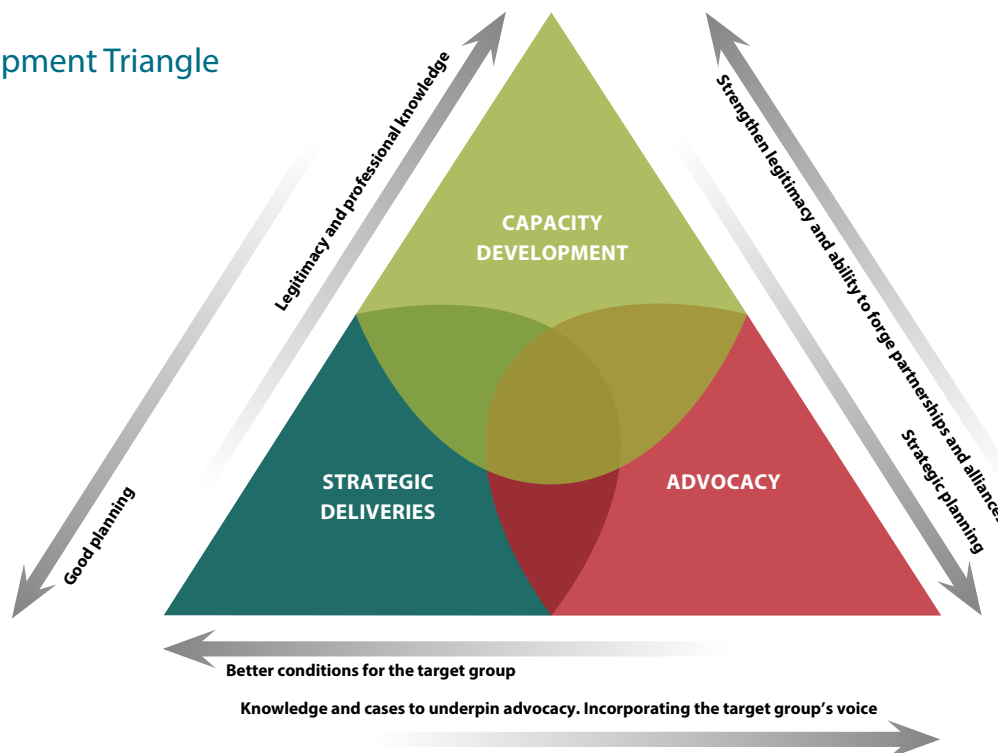 pment Triangle
Legitimacy and professional knowledge
Strengthen legitimacy and ability to forge partnerships and alliances
CAPACITY
DEVELOPMENT
STRATEGIC
DELIVERIES
ADVOCACY
Good planning
Strategic planning
Better conditions for the target group
Knowledge and cases to underpin advocacy. Incorporating the target group's voice